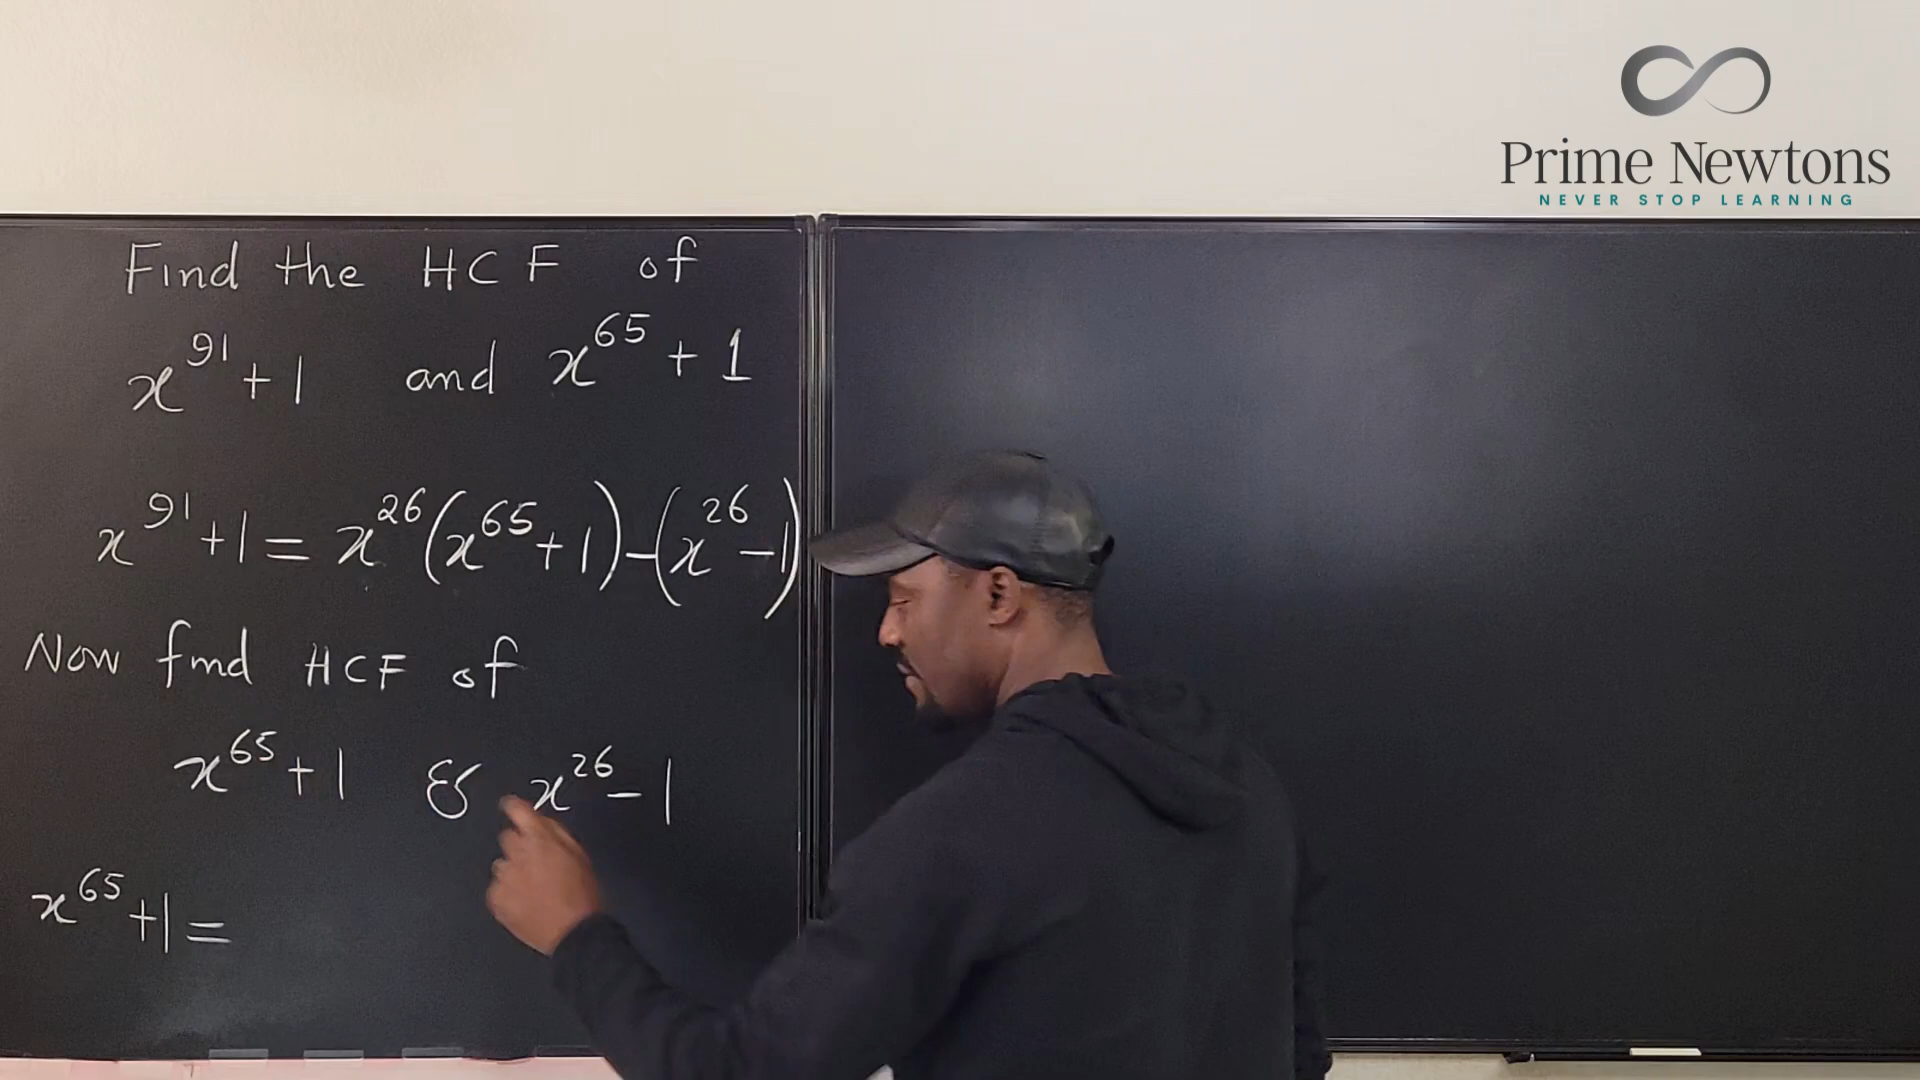 Prime Newtons
NEVER STOP LEARNING
Find the HCF of
x^91 + 1 and x^65 + 1
x^91 + 1 = x^26 (x^65 + 1) - (x^26 - 1)
Now find HCF of
x^65 + 1 & x^26 - 1
x^65 + 1 =